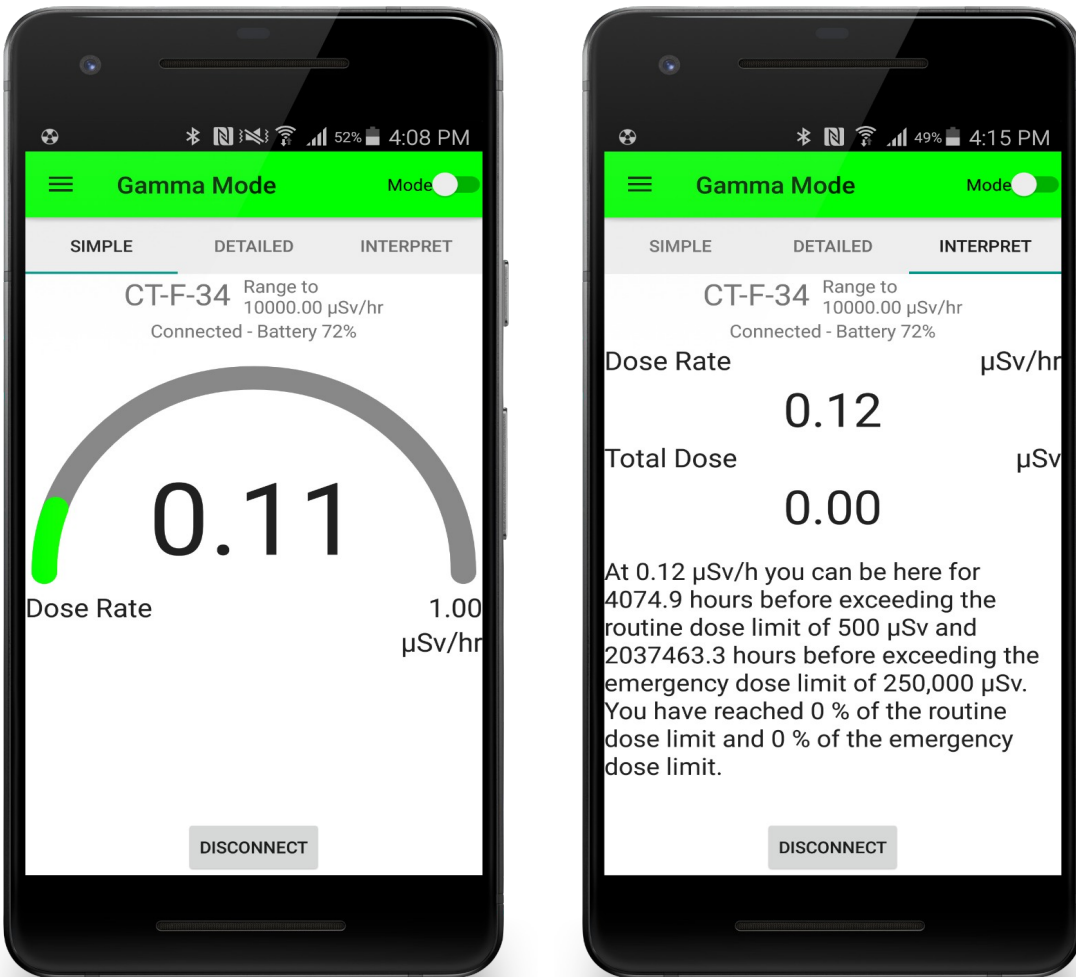 52% 4:08 PM
Gamma Mode Mode
SIMPLE DETAILED INTERPRET
CT-F-34 Range to
10000.00 µSv/hr
Connected - Battery 72%
0.11
Dose Rate 1.00
µSv/hr
DISCONNECT
49% 4:15 PM
Gamma Mode Mode
SIMPLE DETAILED INTERPRET
CT-F-34 Range to
10000.00 µSv/hr
Connected - Battery 72%
Dose Rate µSv/hr
0.12
Total Dose µSv
0.00
At 0.12 µSv/h you can be here for
4074.9 hours before exceeding the
routine dose limit of 500 µSv and
2037463.3 hours before exceeding the
emergency dose limit of 250,000 µSv.
You have reached 0 % of the routine
dose limit and 0 % of the emergency
dose limit.
DISCONNECT